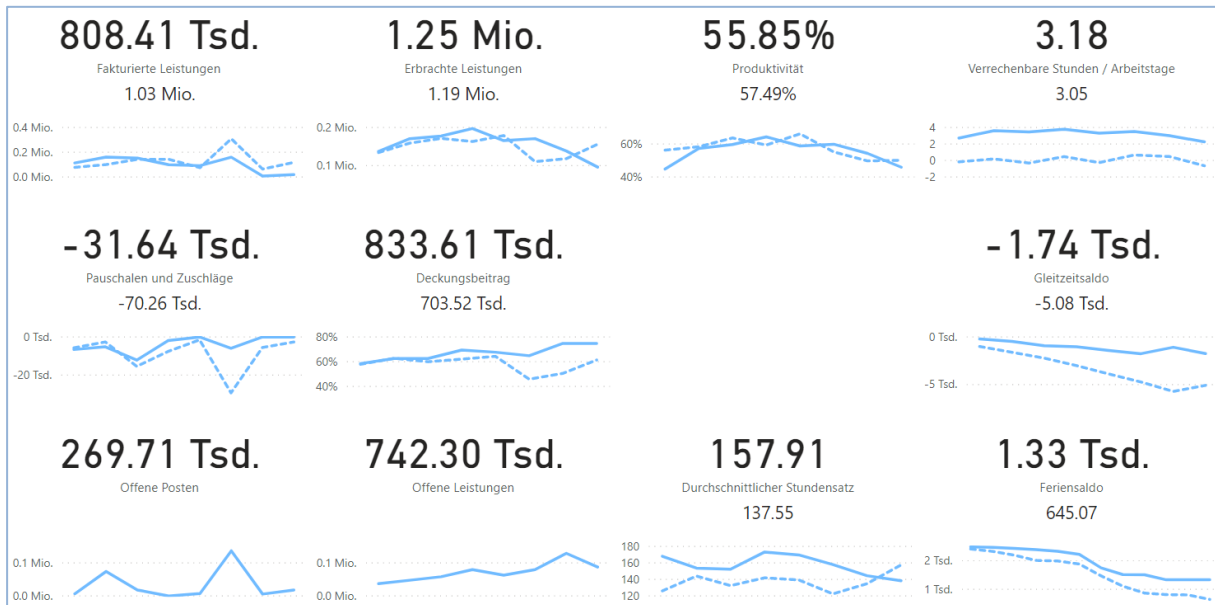 808.41 Tsd.
Fakturierte Leistungen
1.03 Mio.
0.4 Mio.
0.2 Mio.
0.0 Mio.
1.25 Mio.
Erbrachte Leistungen
1.19 Mio.
0.2 Mio.
0.1 Mio.
55.85%
Produktivität
57.49%
60%
40%
3.18
Verrechenbare Stunden / Arbeitstage
3.05
4
2
0
-2
-31.64 Tsd.
Pauschalen und Zuschläge
-70.26 Tsd.
0 Tsd.
-20 Tsd.
833.61 Tsd.
Deckungsbeitrag
703.52 Tsd.
80%
60%
40%
-1.74 Tsd.
Gleitzeitsaldo
-5.08 Tsd.
0 Tsd.
-5 Tsd.
269.71 Tsd.
Offene Posten
0.1 Mio.
0.0 Mio.
742.30 Tsd.
Offene Leistungen
0.1 Mio.
0.0 Mio.
157.91
Durchschnittlicher Stundensatz
137.55
180
160
140
120
1.33 Tsd.
Feriensaldo
645.07
2 Tsd.
1 Tsd.